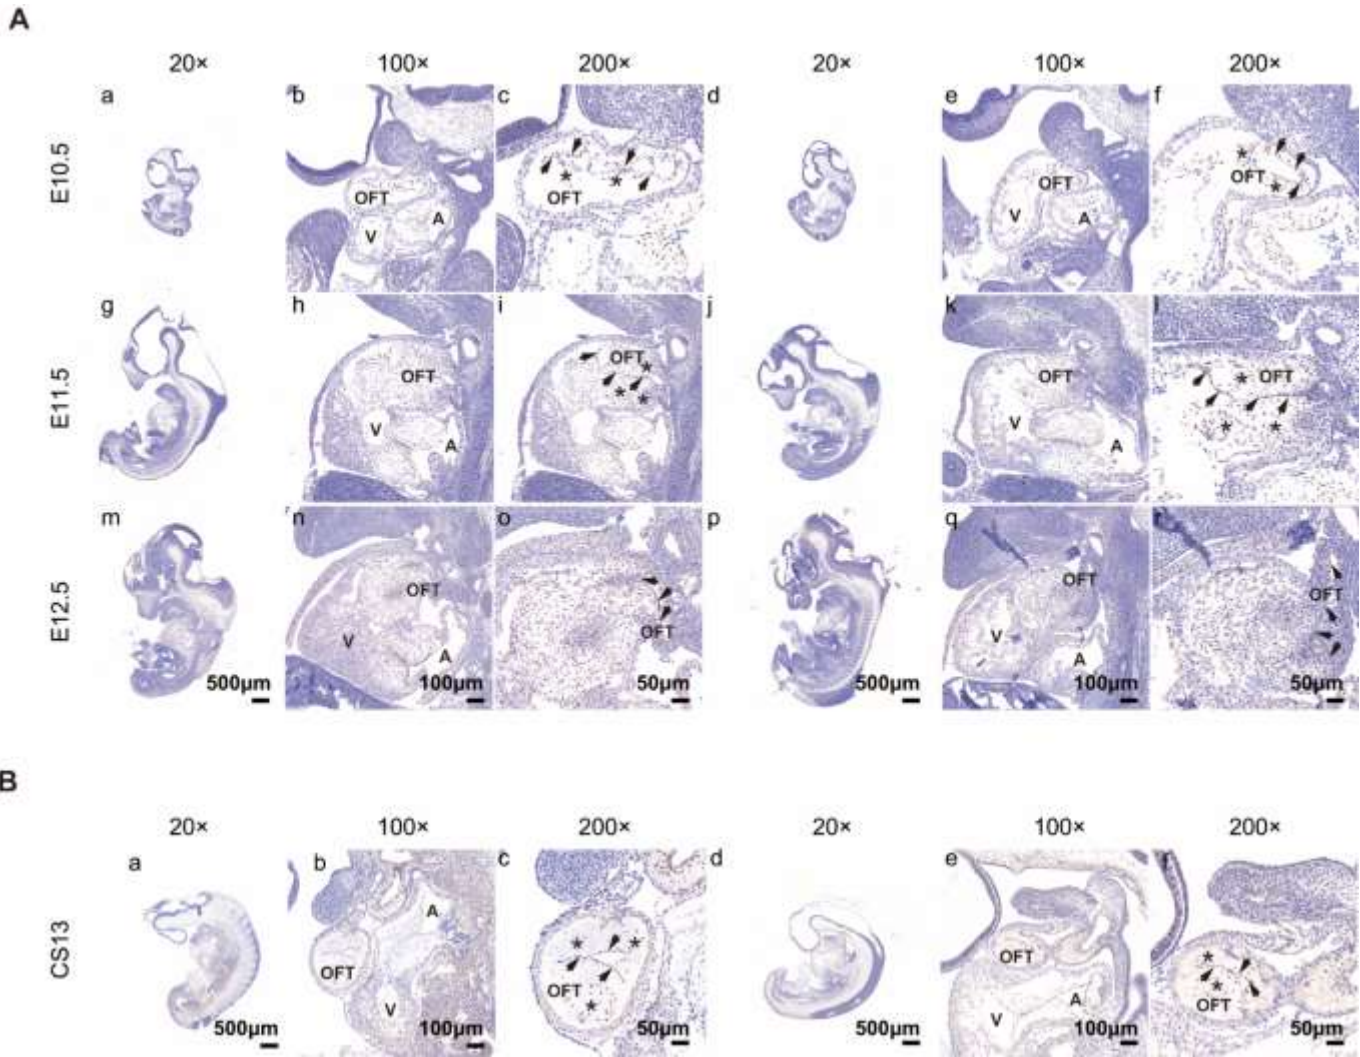 A
20× 100× 200× 20× 100× 200×
E10.5
a b c d e f
OFT OFT OFT OFT
V A V A
* * * *
E11.5
g h i j k l
OFT OFT OFT OFT
V A V A
* * * * * *
E12.5
m n o p q
OFT OFT OFT OFT
V A V A
500μm 100μm 50μm 500μm 100μm 50μm
B
20× 100× 200× 20× 100× 200×
CS13
a b c d e f
A OFT V OFT OFT A V OFT
* * * * *
500μm 100μm 50μm 500μm 100μm 50μm